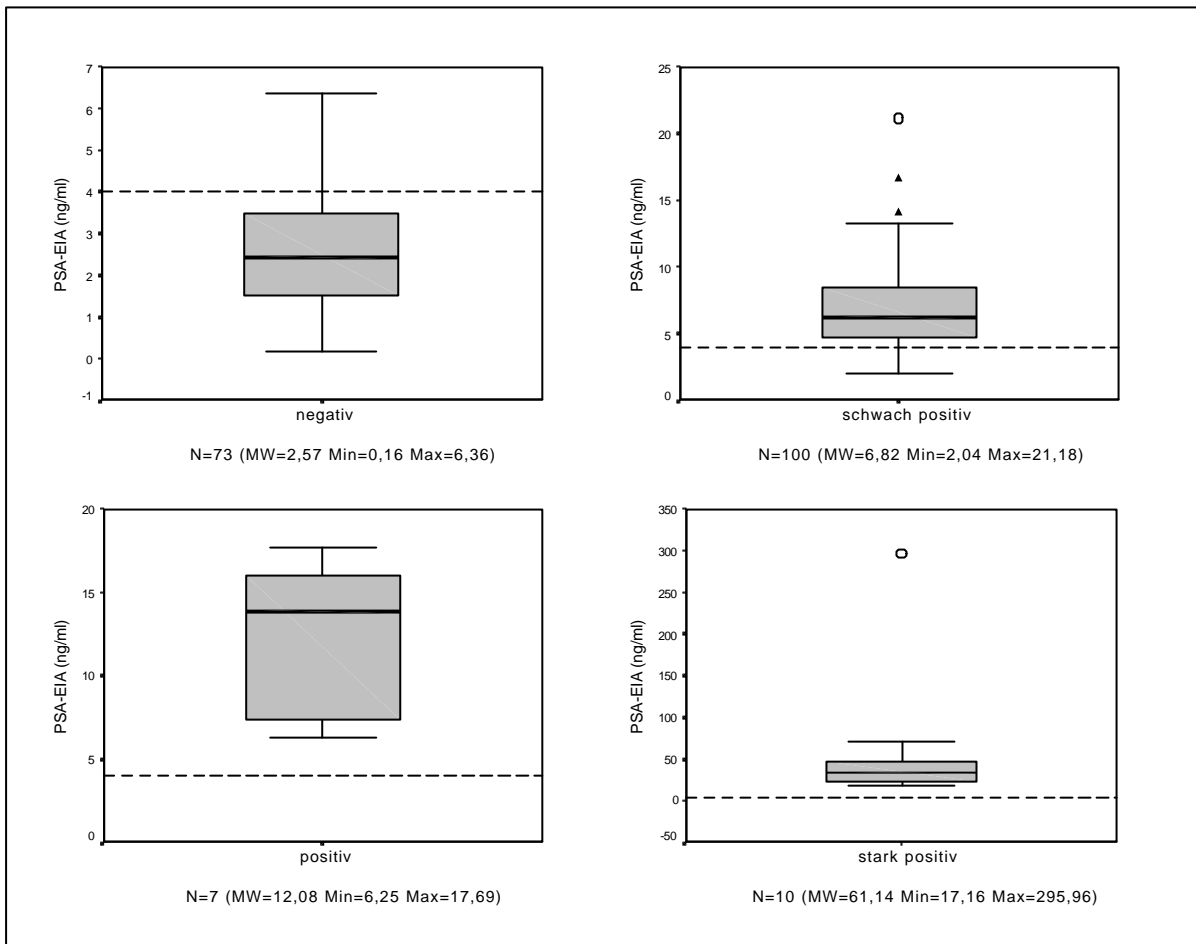 7
6
5
4
3
2
1
0
-1
PSA-EIA (ng/ml)
negativ
N=73 (MW=2,57 Min=0,16 Max=6,36)
25
20
15
10
5
0
PSA-EIA (ng/ml)
schwach positiv
N=100 (MW=6,82 Min=2,04 Max=21,18)
20
15
10
5
0
PSA-EIA (ng/ml)
positiv
N=7 (MW=12,08 Min=6,25 Max=17,69)
350
300
250
200
150
100
50
0
-50
PSA-EIA (ng/ml)
stark positiv
N=10 (MW=61,14 Min=17,16 Max=295,96)